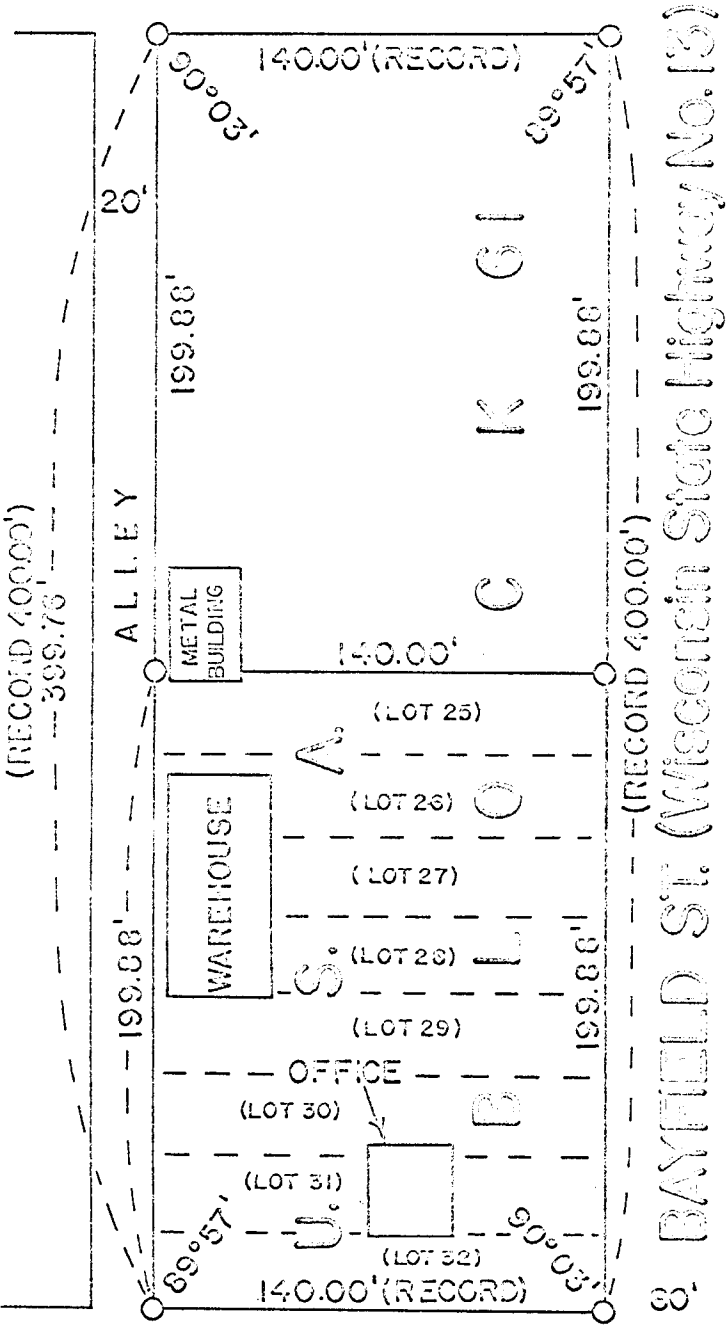 140.00'(RECORD)
90°03'
89°57'
20'
199.88'
199.88'
(RECORD 400.00')
399.76'
ALLEY
METAL
BUILDING
140.00'
(RECORD 400.00')
BLOCK 61
BAYFIELD ST. (Wisconsin State Highway No. 13)
U. S. A.
(LOT 25)
(LOT 26)
(LOT 27)
(LOT 28)
(LOT 29)
(LOT 30)
(LOT 31)
(LOT 32)
WAREHOUSE
OFFICE
199.88'
199.88'
89°57'
90°03'
140.00'(RECORD)